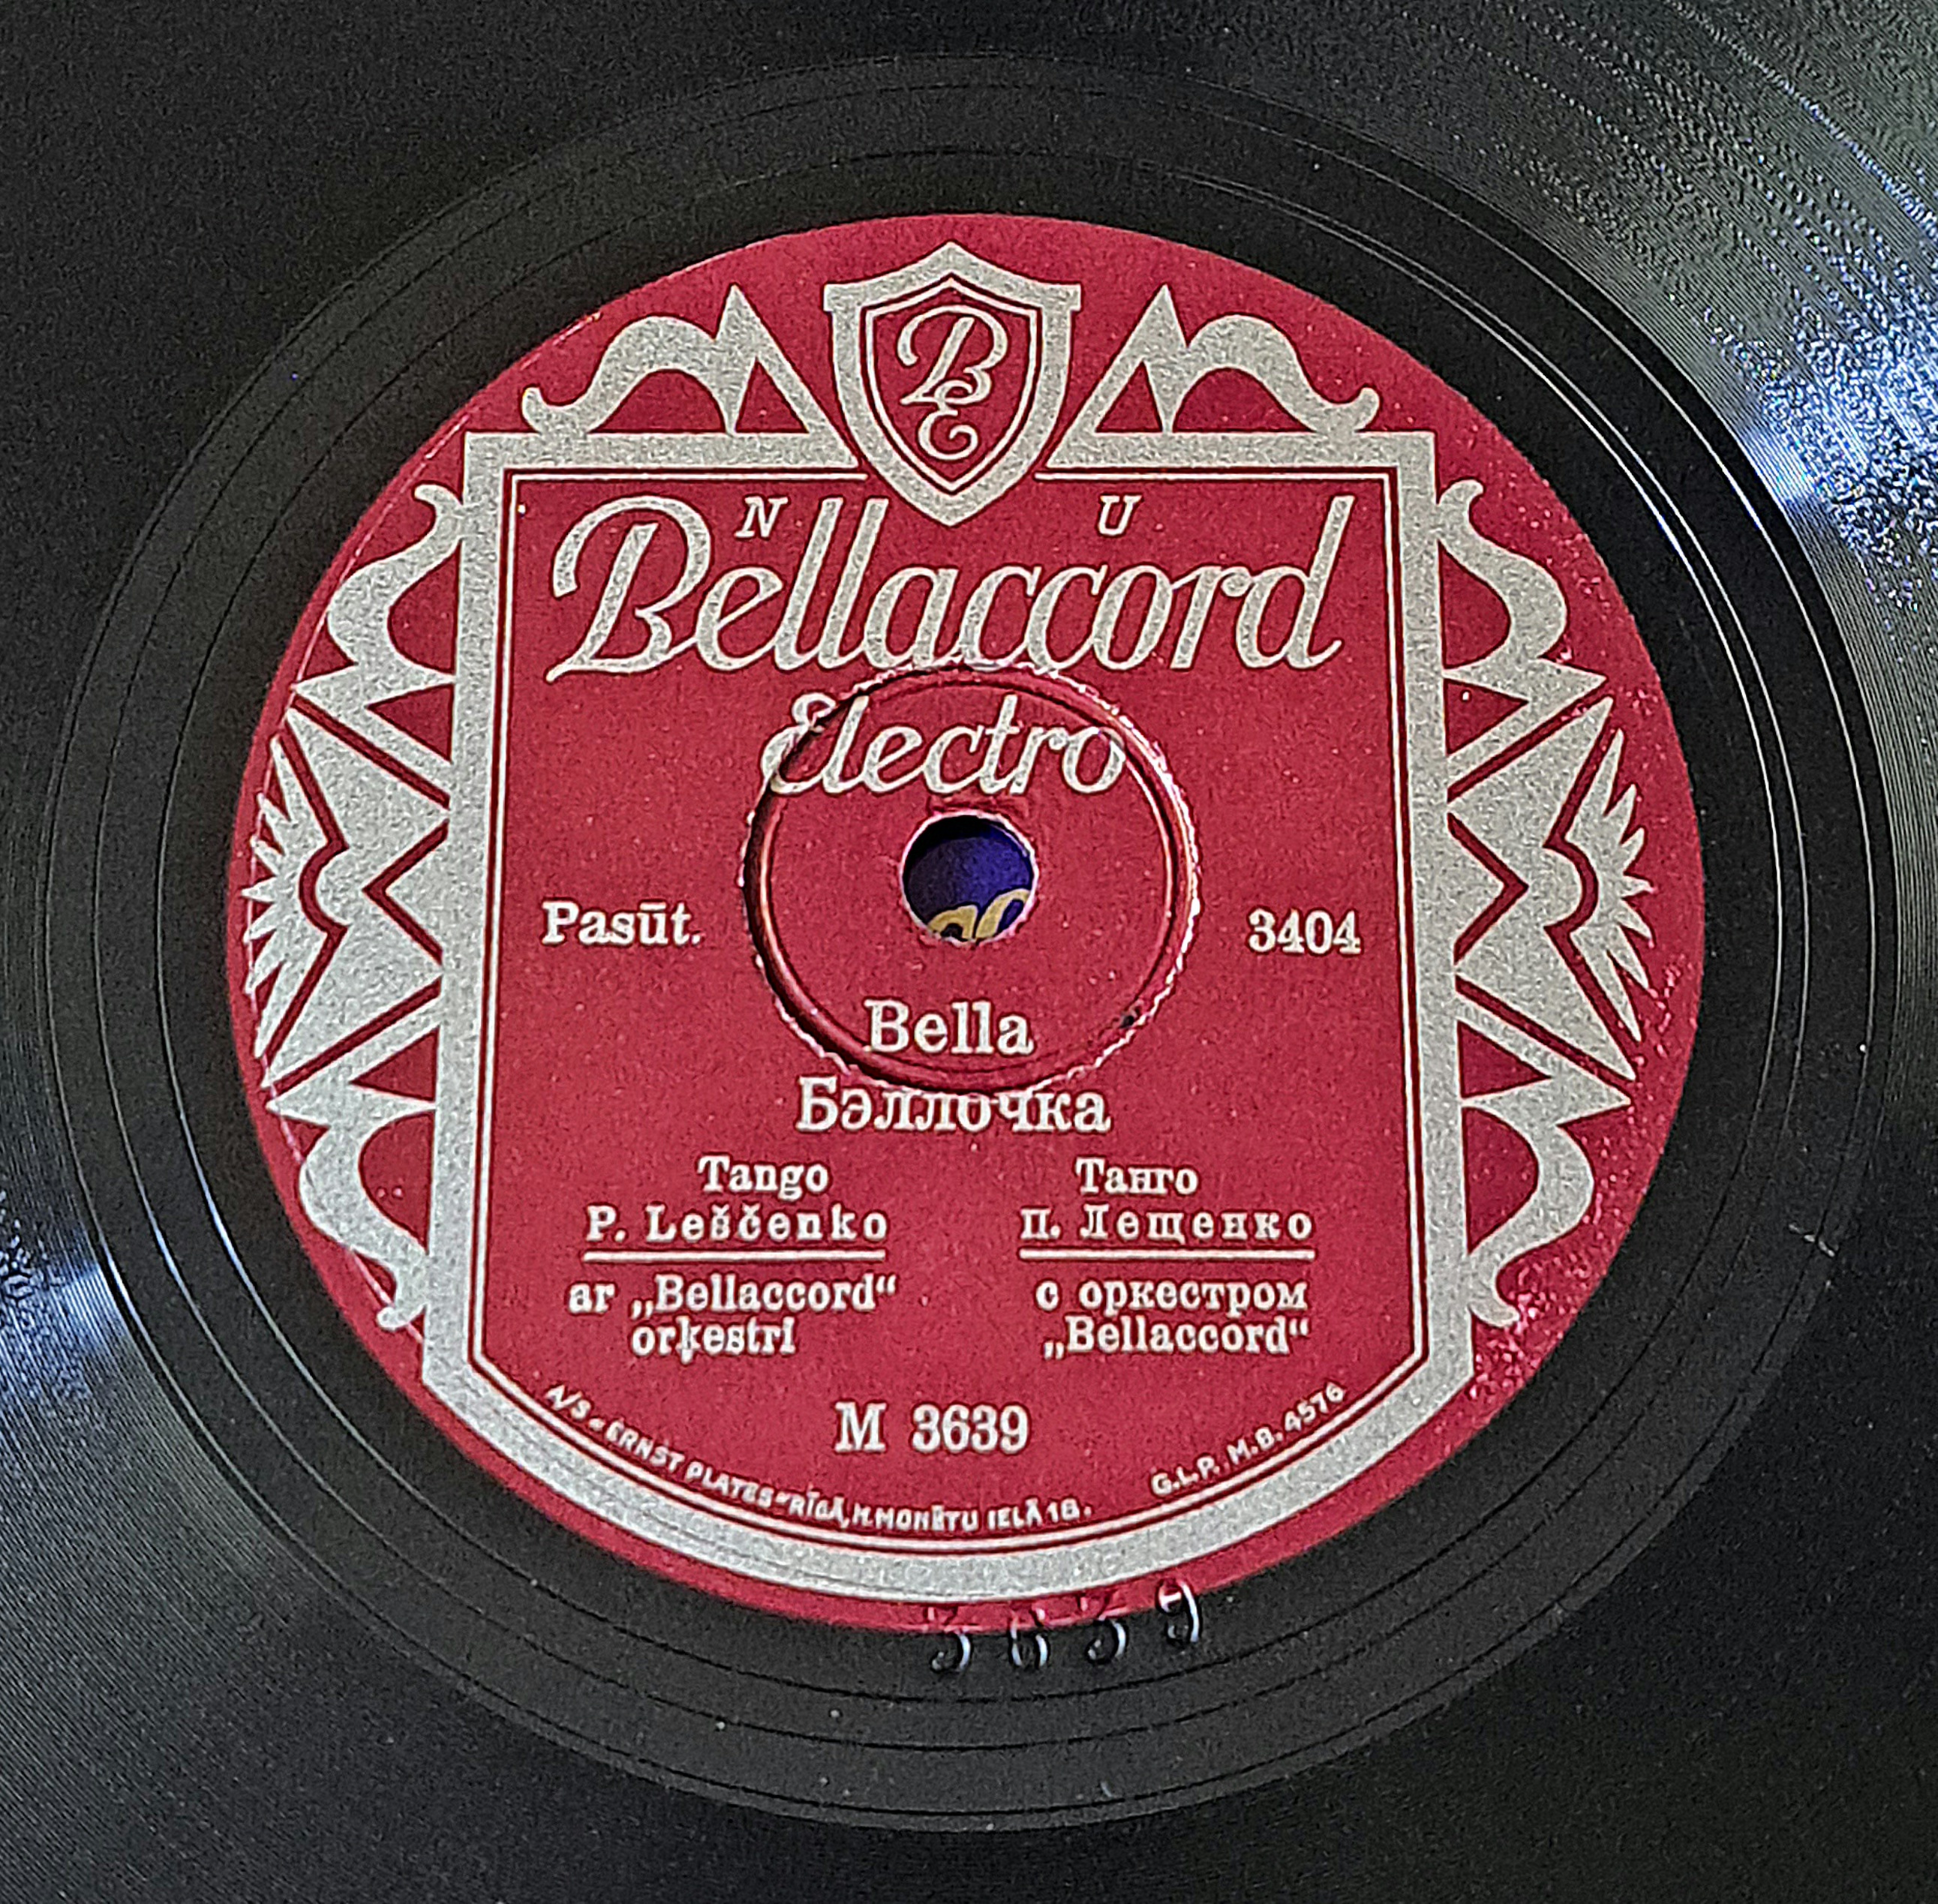 B
E
N U
Bellaccord
Electro
Pasūt. 3404
Bella
Бэллочка
Tango
P. Leščenko
ar „Bellaccord“
orķestri
Танго
П. Лещенко
с оркестром
„Bellaccord“
M 3639
A/S. ERNST PLATES RĪGĀ, M. MONĒTU IELĀ 18. G.L.P. M.B. 4576
3639